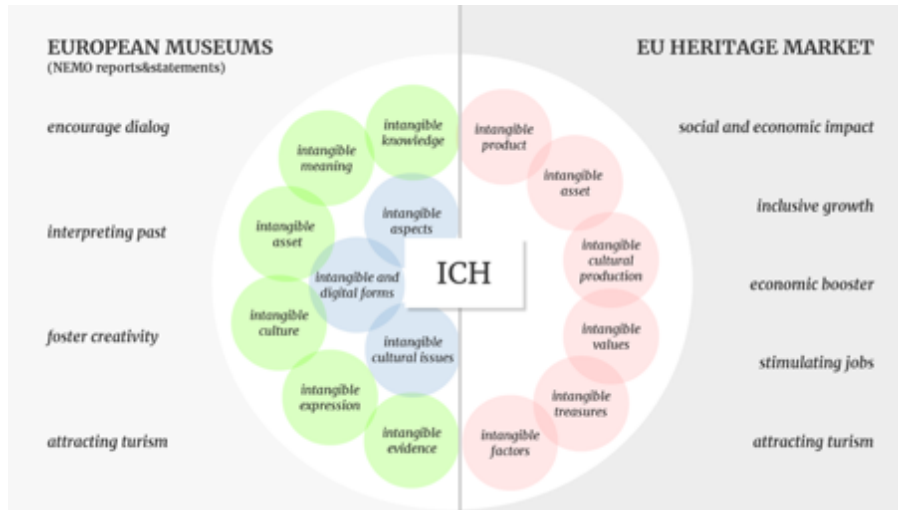 EUROPEAN MUSEUMS
(NEMO reports&statements)
encourage dialog
interpreting past
foster creativity
attracting turism
intangible
knowledge
intangible
meaning
intangible
asset
intangible
culture
intangible
expression
intangible
evidence
intangible
aspects
intangible and
digital forms
intangible
cultural issues
ICH
intangible
product
intangible
asset
intangible
cultural
production
intangible
values
intangible
treasures
intangible
factors
EU HERITAGE MARKET
social and economic impact
inclusive growth
economic booster
stimulating jobs
attracting turism